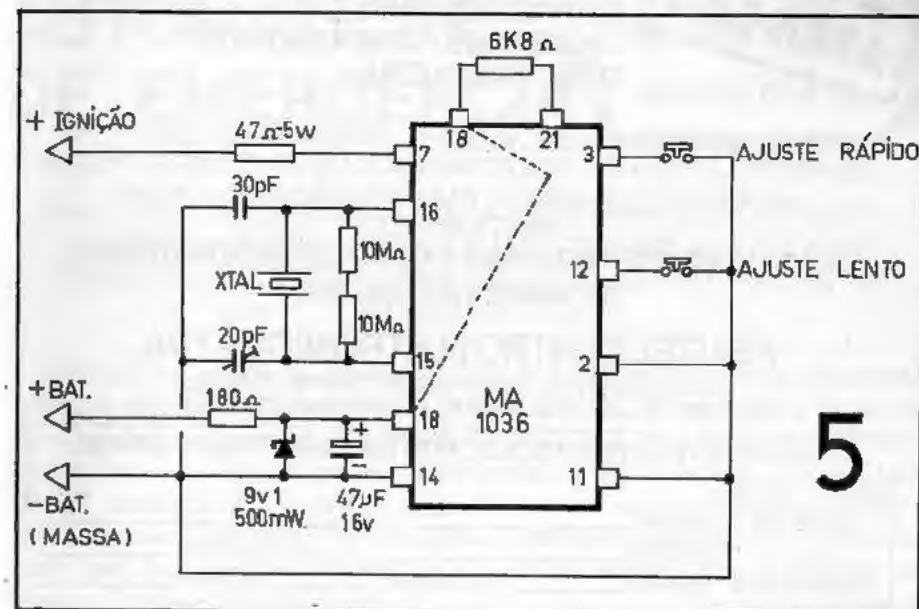 6K8 Ω
+ IGNIÇÃO
47Ω-5W
7
18
21
3
AJUSTE RÁPIDO
30pF
16
10MΩ
12
AJUSTE LENTO
XTAL
10MΩ
20pF
15
2
+BAT.
180Ω
18
MA
1036
5
14
11
-BAT.
(MASSA)
9v1
500mW.
47µF
16v